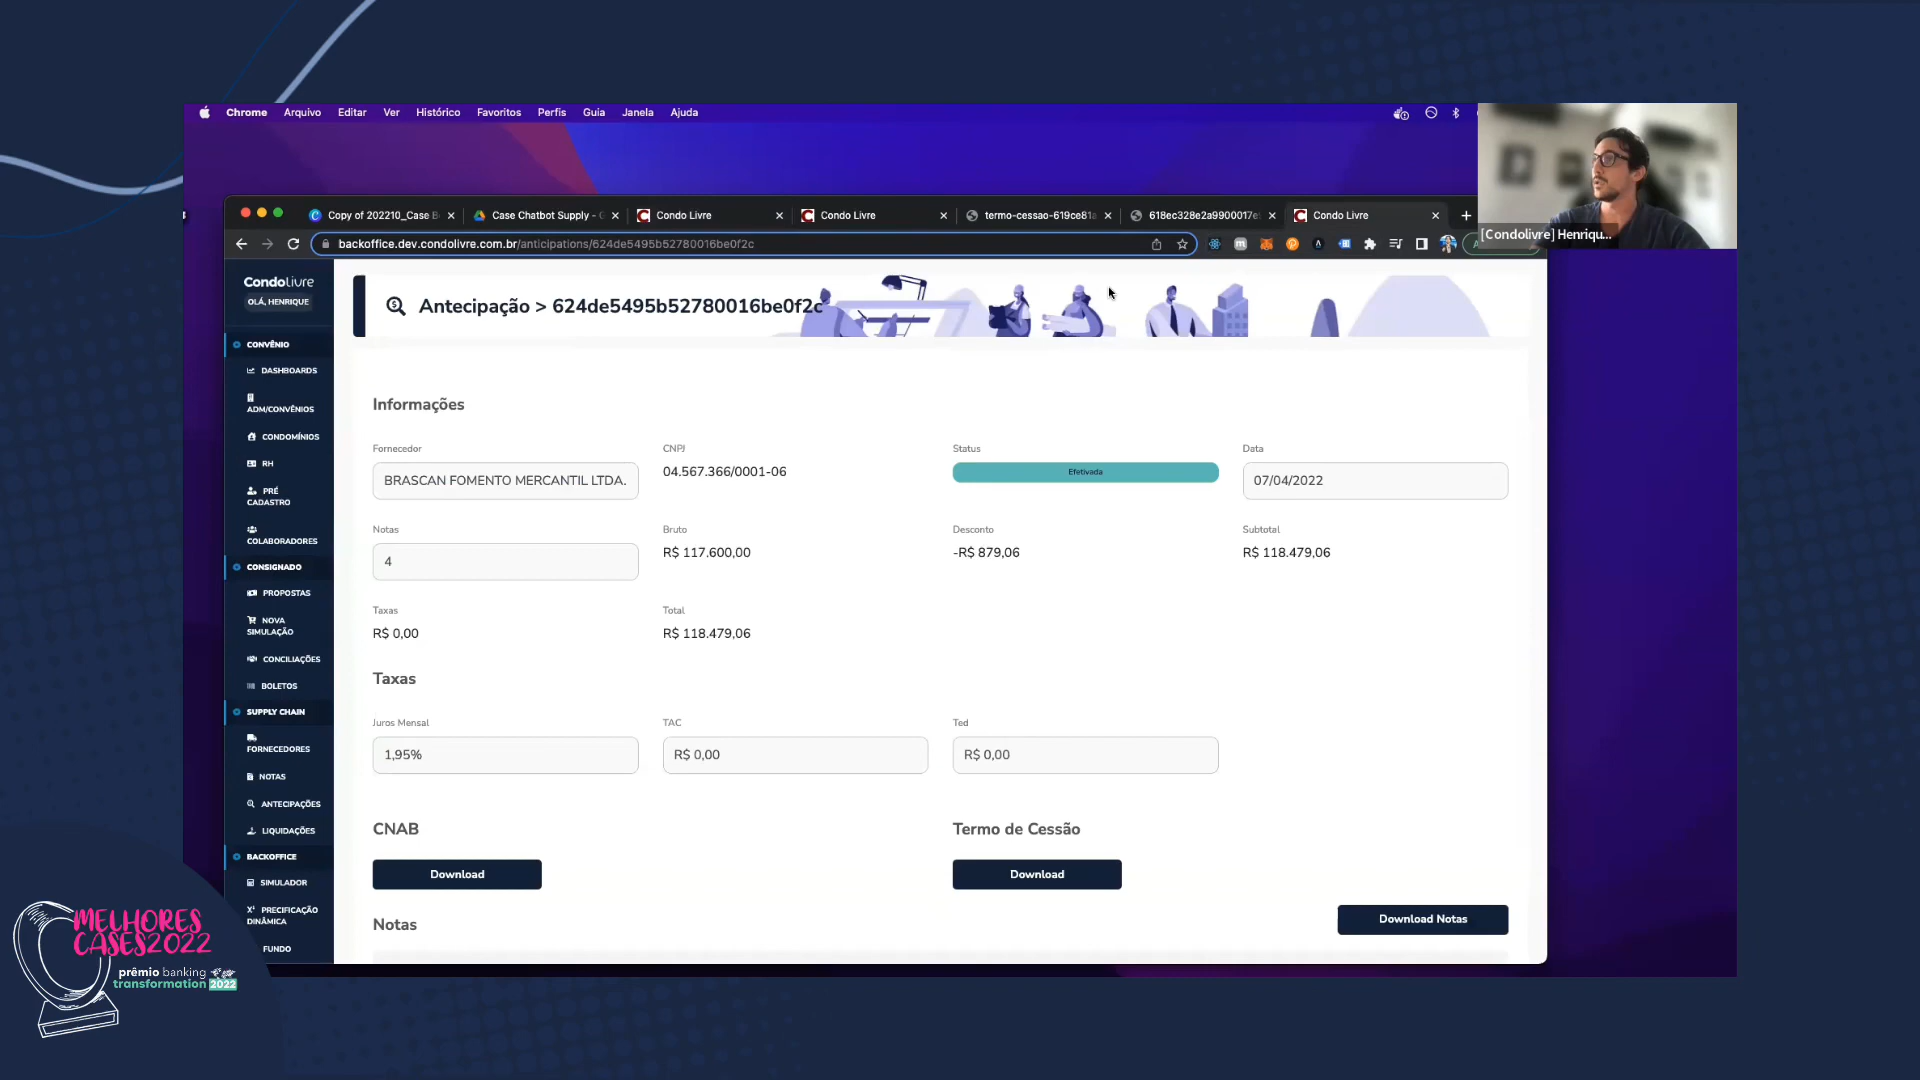 Chrome Arquivo Editar Ver Histórico Favoritos Perfis Guia Janela Ajuda
Copy of 202210_Case B
Case Chatbot Supply -
Condo Livre
Condo Livre
termo-cessao-619ce81a
618ec328e2a9900017e
Condo Livre
backoffice.dev.condolivre.com.br/anticipations/624de5495b52780016be0f2c
[Condolivre] Henriqu...
CondoLivre
OLÁ, HENRIQUE
CONVÊNIO
DASHBOARDS
ADM/CONVÊNIOS
CONDOMÍNIOS
RH
PRÉ
CADASTRO
COLABORADORES
CONSIGNADO
PROPOSTAS
NOVA
SIMULAÇÃO
CONCILIAÇÕES
BOLETOS
SUPPLY CHAIN
FORNECEDORES
NOTAS
ANTECIPAÇÕES
LIQUIDAÇÕES
BACKOFFICE
SIMULADOR
PRECIFICAÇÃO
DINÂMICA
FUNDO
Antecipação > 624de5495b52780016be0f2c
Informações
Fornecedor CNPJ Status Data
BRASCAN FOMENTO MERCANTIL LTDA. 04.567.366/0001-06 Efetivada 07/04/2022
Notas Bruto Desconto Subtotal
4 R$ 117.600,00 -R$ 879,06 R$ 118.479,06
Taxas Total
R$ 0,00 R$ 118.479,06
Taxas
Juros Mensal TAC Ted
1,95% R$ 0,00 R$ 0,00
CNAB Termo de Cessão
Download Download
Notas Download Notas
MELHORES
CASES2022
prêmio banking
transformation 2022